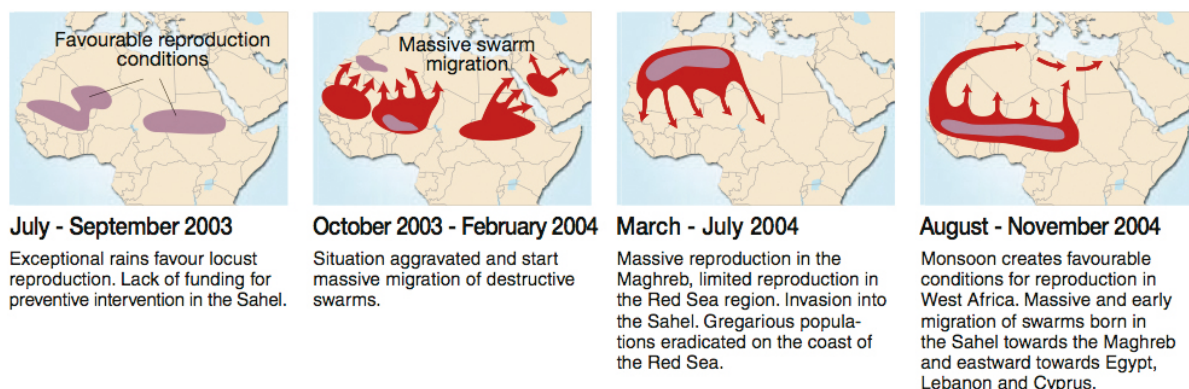 Favourable reproduction
conditions
Massive swarm
migration
July - September 2003
Exceptional rains favour locust
reproduction. Lack of funding for
preventive intervention in the Sahel.
October 2003 - February 2004
Situation aggravated and start
massive migration of destructive
swarms.
March - July 2004
Massive reproduction in the
Maghreb, limited reproduction in
the Red Sea region. Invasion into
the Sahel. Gregarious popula-
tions eradicated on the coast of
the Red Sea.
August - November 2004
Monsoon creates favourable
conditions for reproduction in
West Africa. Massive and early
migration of swarms born in
the Sahel towards the Maghreb
and eastward towards Egypt,
Lebanon and Cyprus.